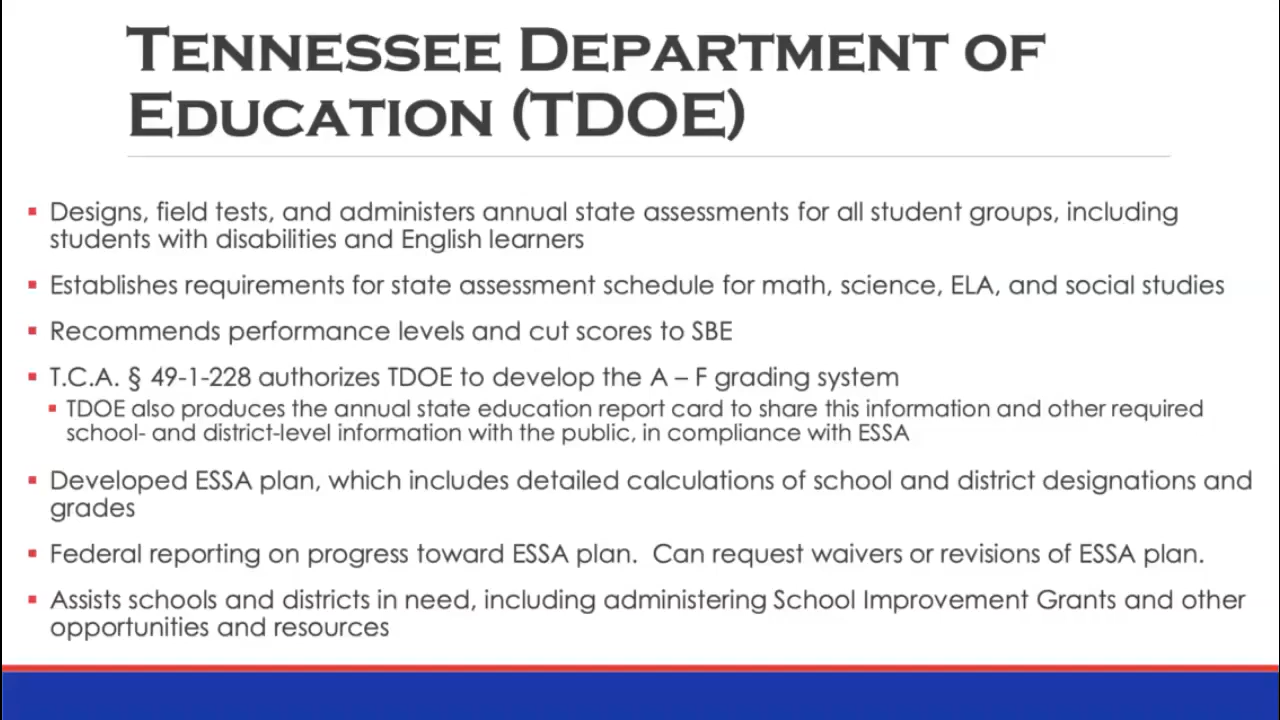 TENNESSEE DEPARTMENT OF
EDUCATION (TDOE)
▪ Designs, field tests, and administers annual state assessments for all student groups, including
students with disabilities and English learners
▪ Establishes requirements for state assessment schedule for math, science, ELA, and social studies
▪ Recommends performance levels and cut scores to SBE
▪ T.C.A. § 49-1-228 authorizes TDOE to develop the A – F grading system
▪ TDOE also produces the annual state education report card to share this information and other required
school- and district-level information with the public, in compliance with ESSA
▪ Developed ESSA plan, which includes detailed calculations of school and district designations and
grades
▪ Federal reporting on progress toward ESSA plan.  Can request waivers or revisions of ESSA plan.
▪ Assists schools and districts in need, including administering School Improvement Grants and other
opportunities and resources